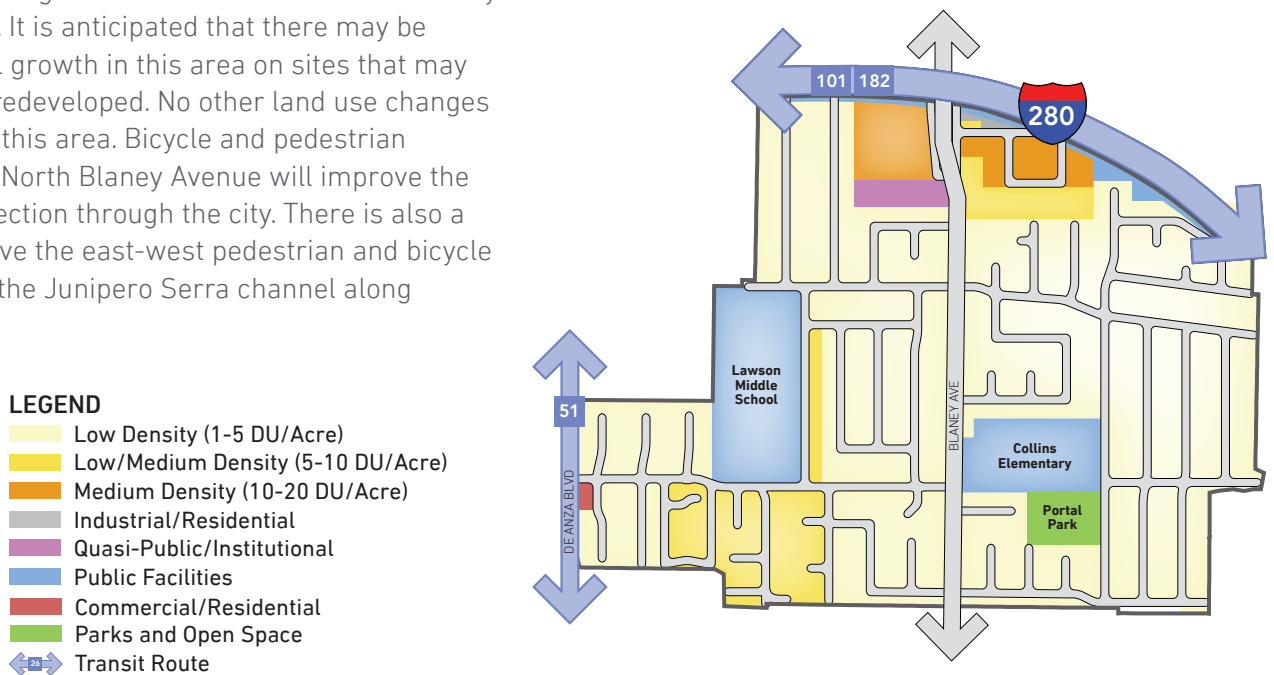 . It is anticipated that there may be
growth in this area on sites that may
redeveloped. No other land use changes
this area. Bicycle and pedestrian
North Blaney Avenue will improve the
ection through the city. There is also a
ve the east-west pedestrian and bicycle
the Junipero Serra channel along
LEGEND
Low Density (1-5 DU/Acre)
Low/Medium Density (5-10 DU/Acre)
Medium Density (10-20 DU/Acre)
Industrial/Residential
Quasi-Public/Institutional
Public Facilities
Commercial/Residential
Parks and Open Space
26 Transit Route
101 182
280
51
DE ANZA BLVD
Lawson
Middle
School
BLANEY AVE
Collins
Elementary
Portal
Park